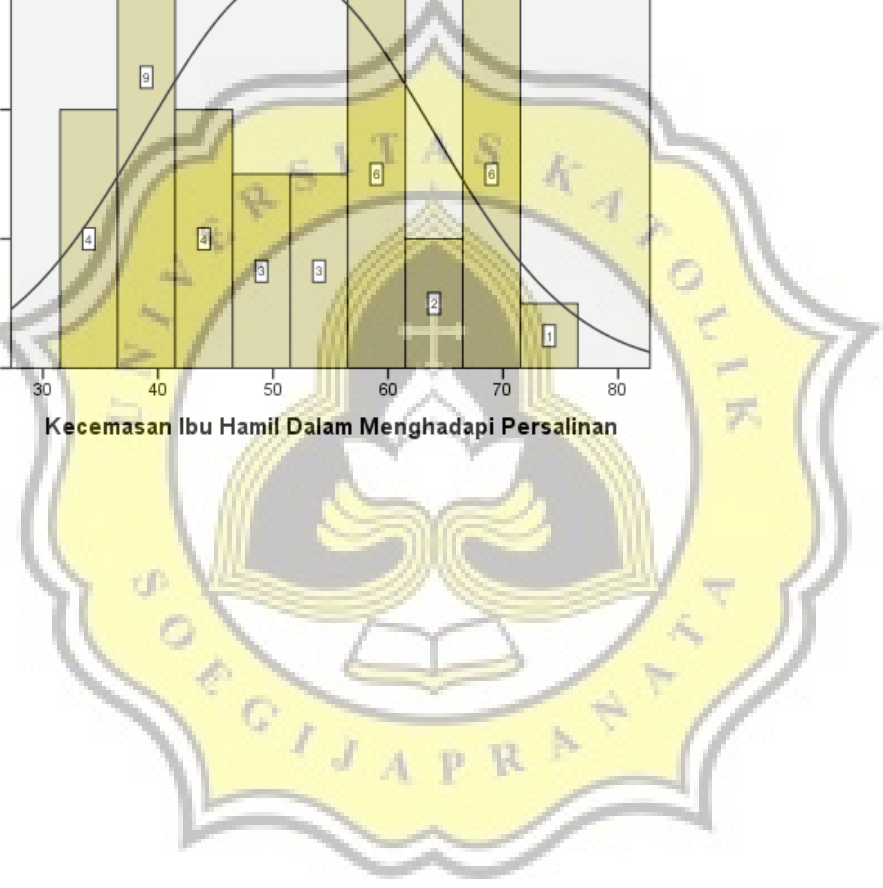 9
6
6
4
4
3
3
2
1
30 40 50 60 70 80
Kecemasan Ibu Hamil Dalam Menghadapi Persalinan
UNIVERSITAS KATOLIK
SOEGIJAPRANATA